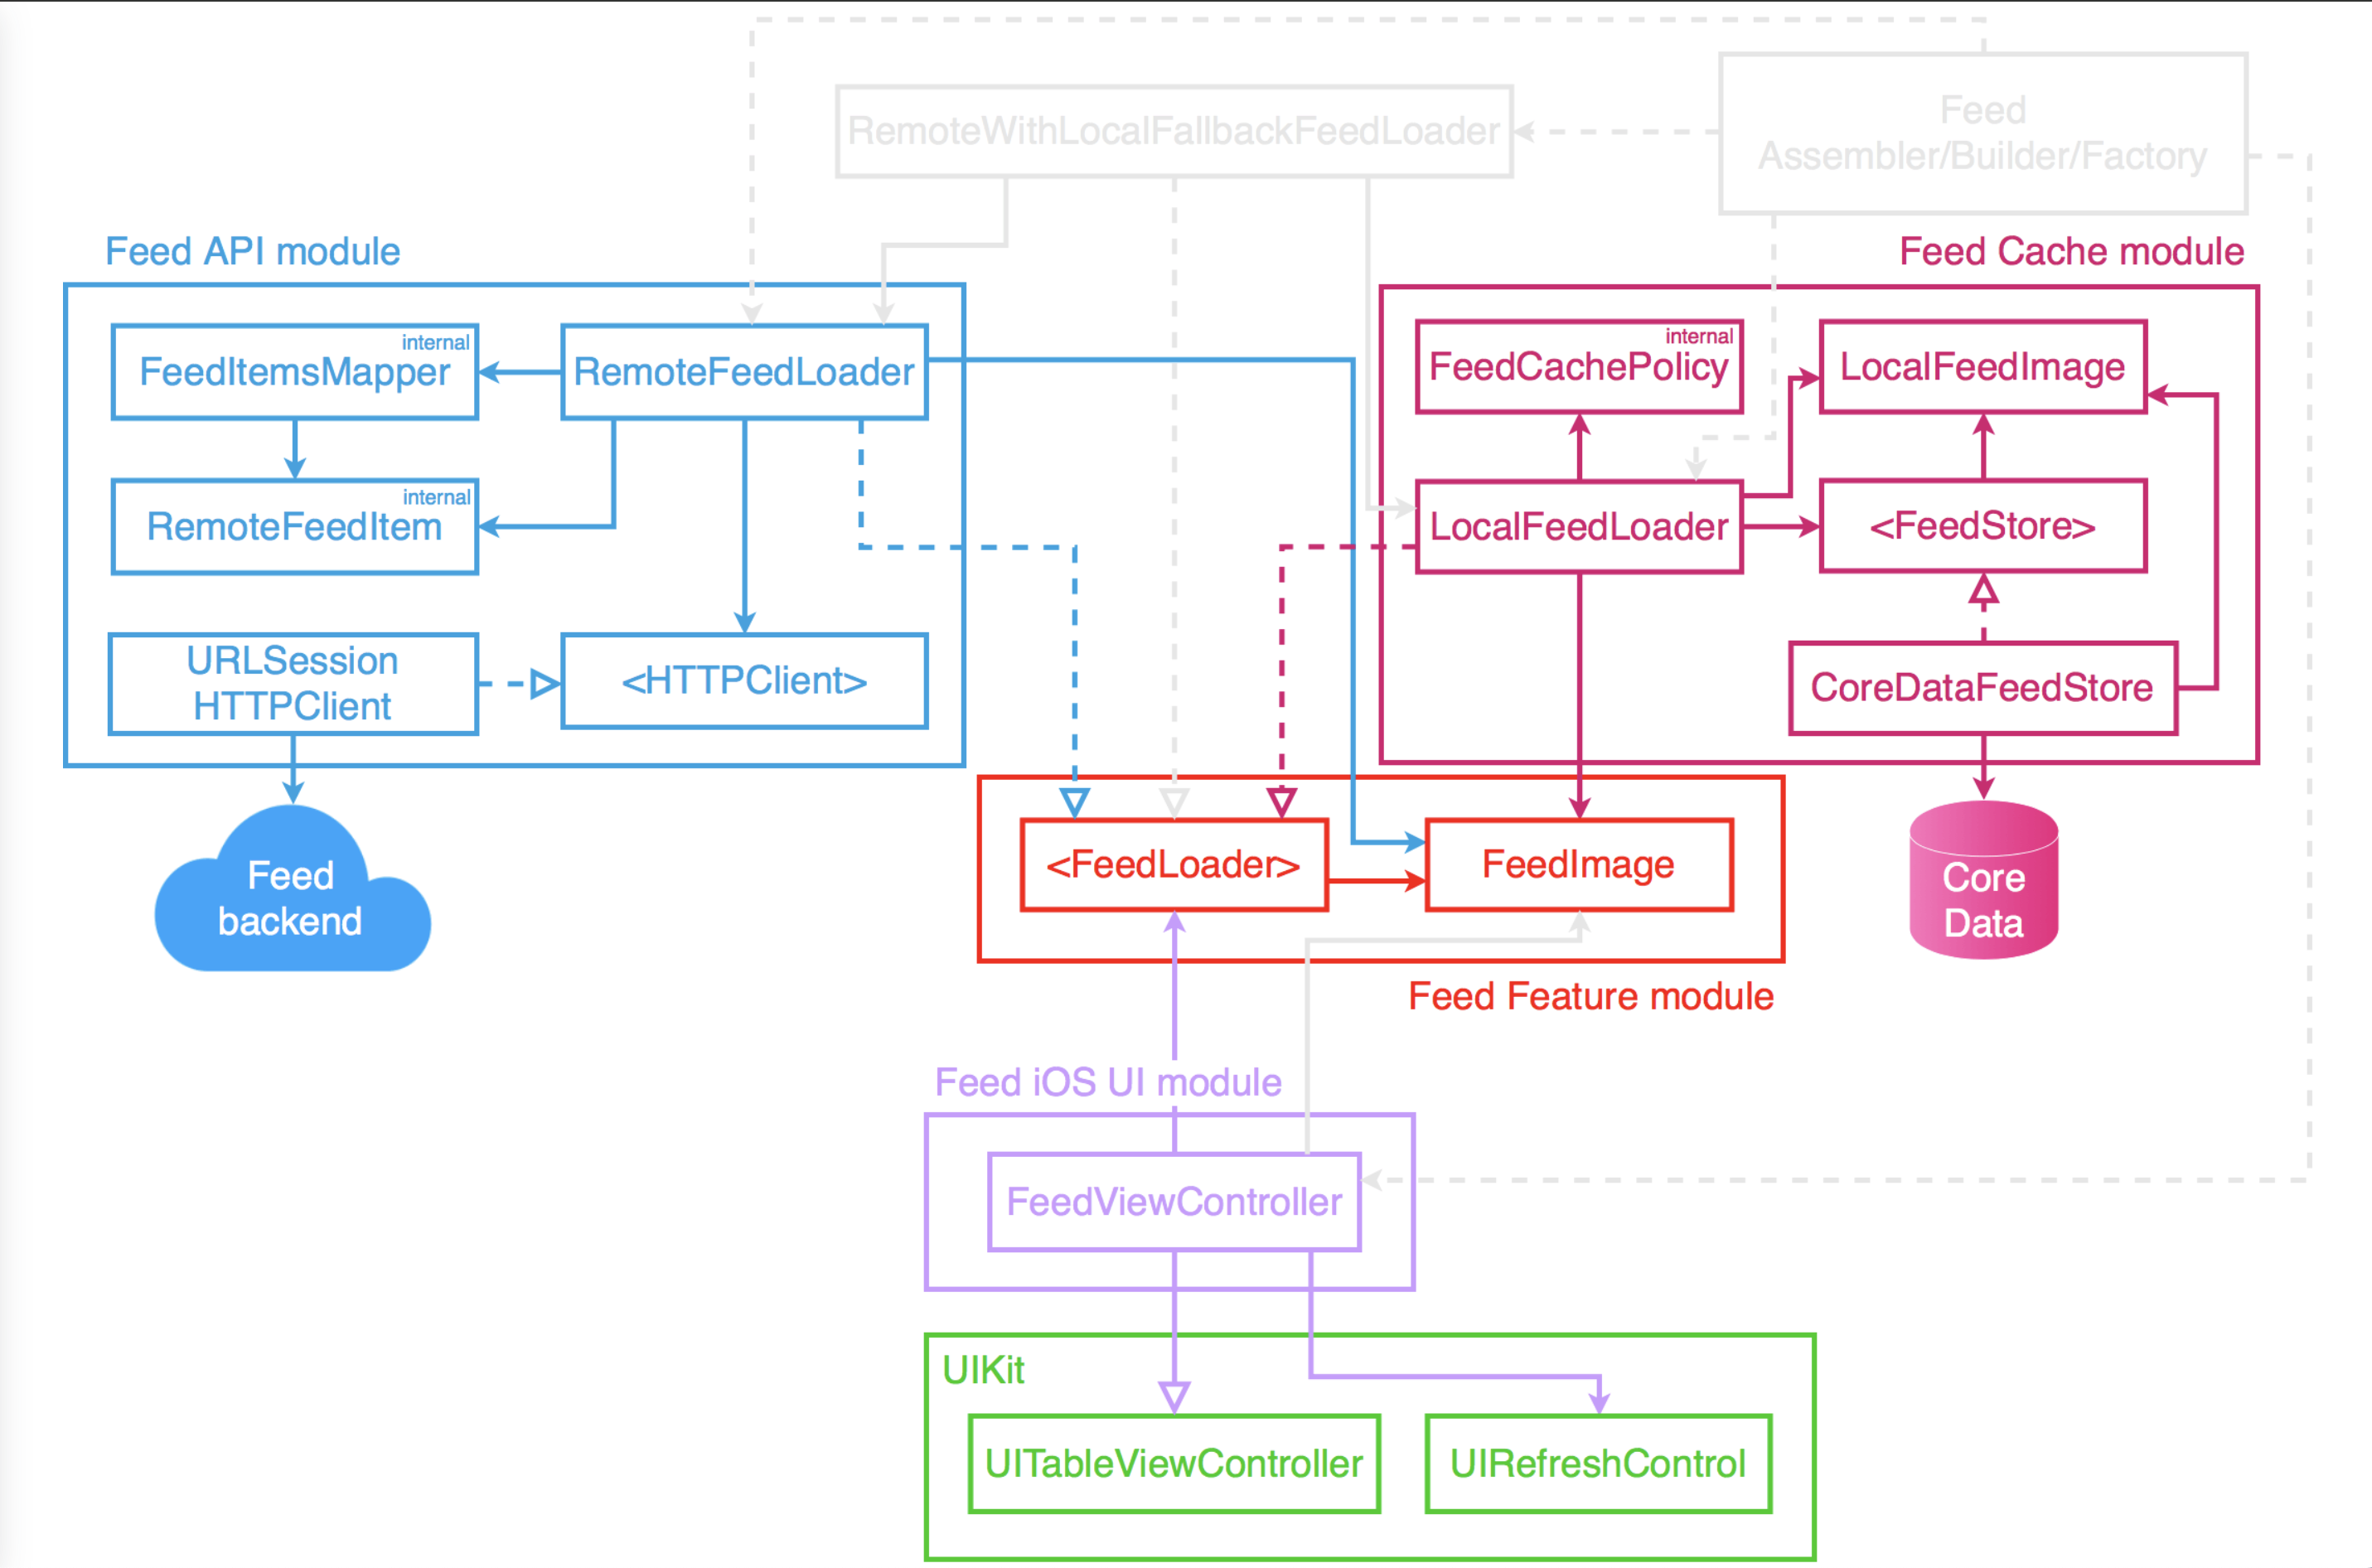 RemoteWithLocalFallbackFeedLoader
Feed
Assembler/Builder/Factory
Feed API module
Feed Cache module
internal
FeedItemsMapper
RemoteFeedLoader
internal
FeedCachePolicy
LocalFeedImage
internal
RemoteFeedItem
LocalFeedLoader
<FeedStore>
URLSession
HTTPClient
<HTTPClient>
CoreDataFeedStore
Feed
backend
<FeedLoader>
FeedImage
Core
Data
Feed Feature module
Feed iOS UI module
FeedViewController
UIKit
UITableViewController
UIRefreshControl